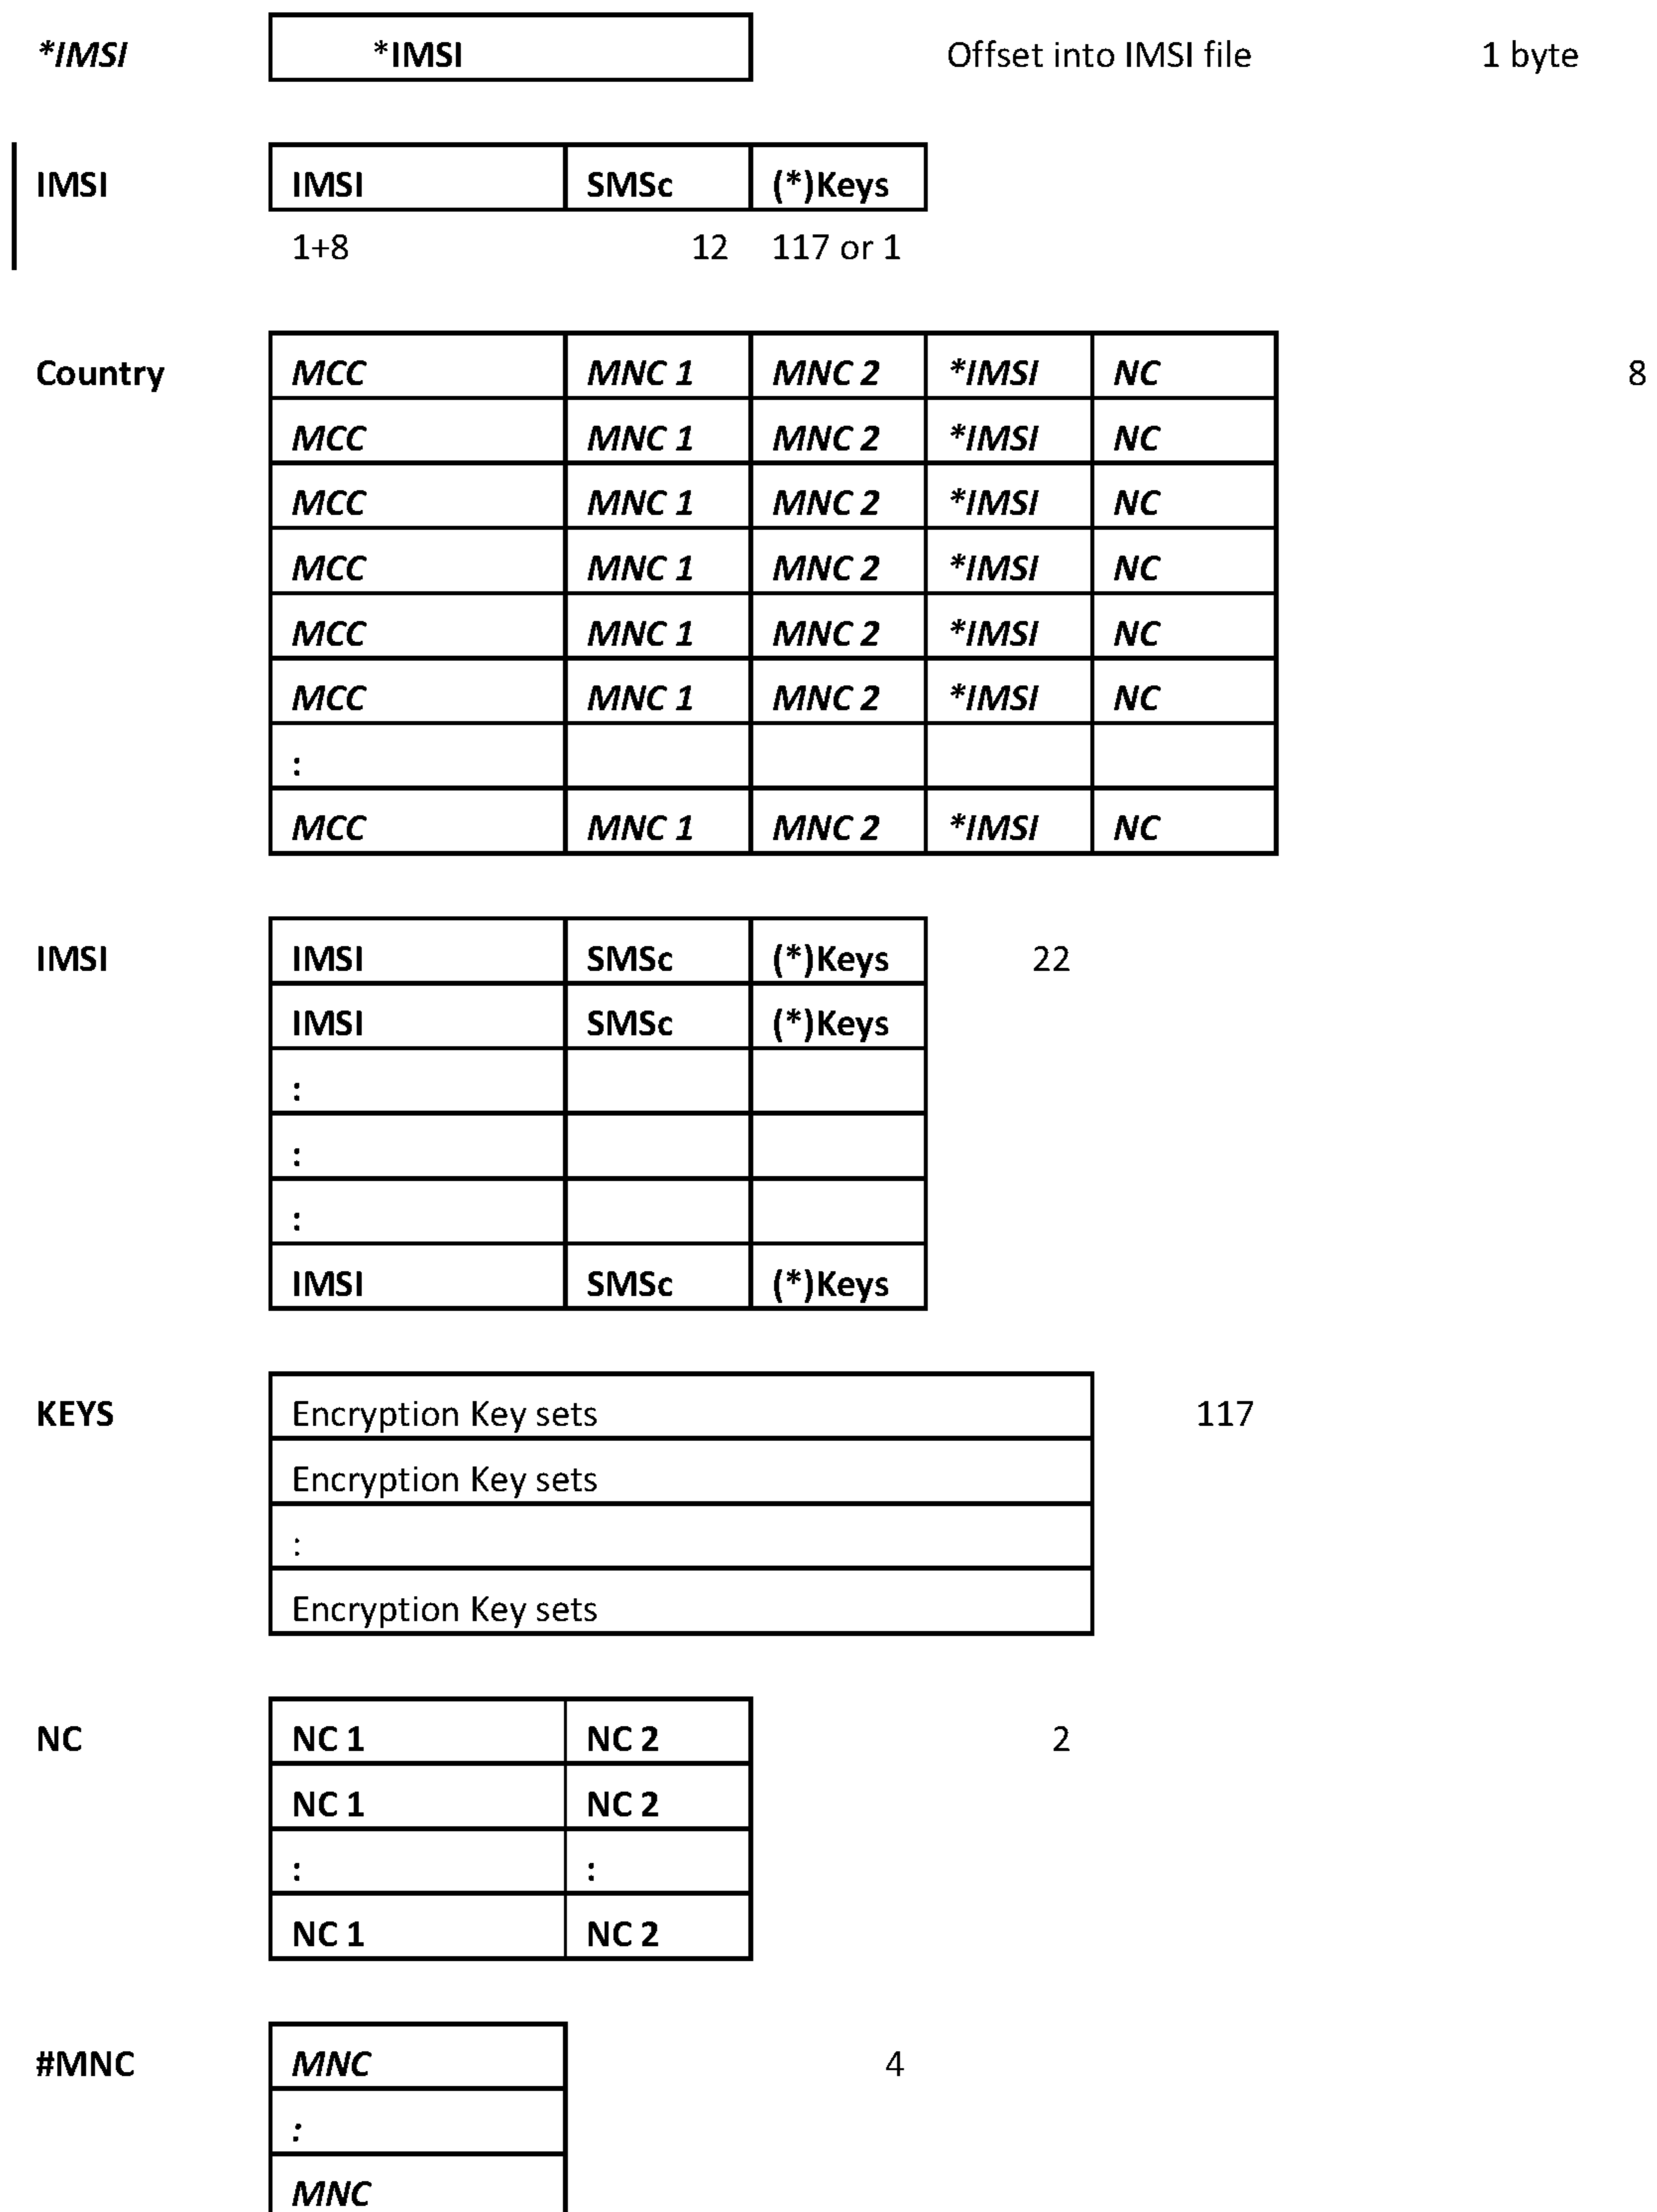 *IMSI *IMSI Offset into IMSI file 1 byte
IMSI IMSI SMSc (*)Keys
1+8 12 117 or 1
Country MCC MNC 1 MNC 2 *IMSI NC 8
MCC MNC 1 MNC 2 *IMSI NC
MCC MNC 1 MNC 2 *IMSI NC
MCC MNC 1 MNC 2 *IMSI NC
MCC MNC 1 MNC 2 *IMSI NC
MCC MNC 1 MNC 2 *IMSI NC
:
MCC MNC 1 MNC 2 *IMSI NC
IMSI IMSI SMSc (*)Keys 22
IMSI SMSc (*)Keys
:
:
:
IMSI SMSc (*)Keys
KEYS Encryption Key sets 117
Encryption Key sets
:
Encryption Key sets
NC NC 1 NC 2 2
NC 1 NC 2
: :
NC 1 NC 2
#MNC MNC 4
:
MNC